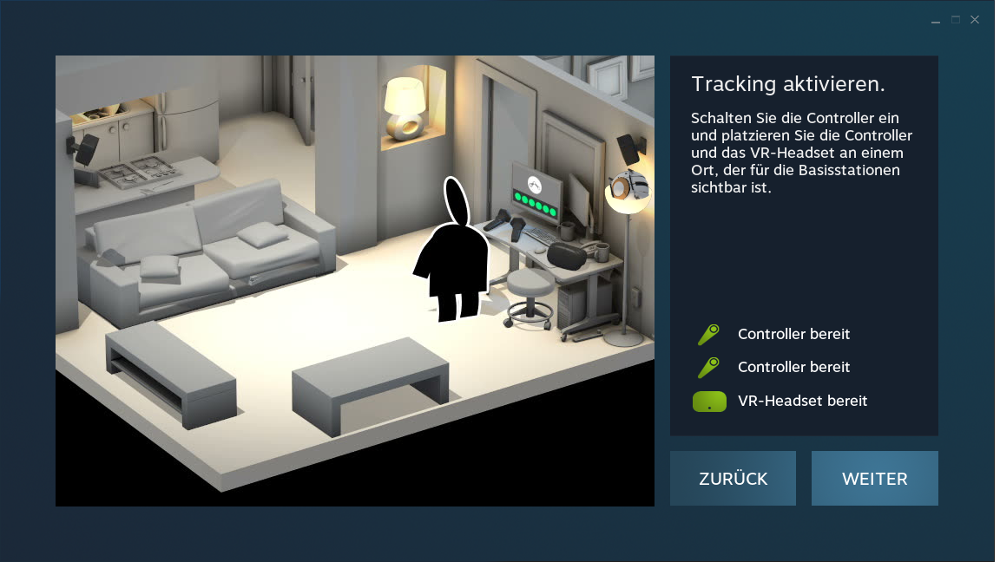 Tracking aktivieren.
Schalten Sie die Controller ein
und platzieren Sie die Controller
und das VR-Headset an einem
Ort, der für die Basisstationen
sichtbar ist.
Controller bereit
Controller bereit
VR-Headset bereit
ZURÜCK
WEITER